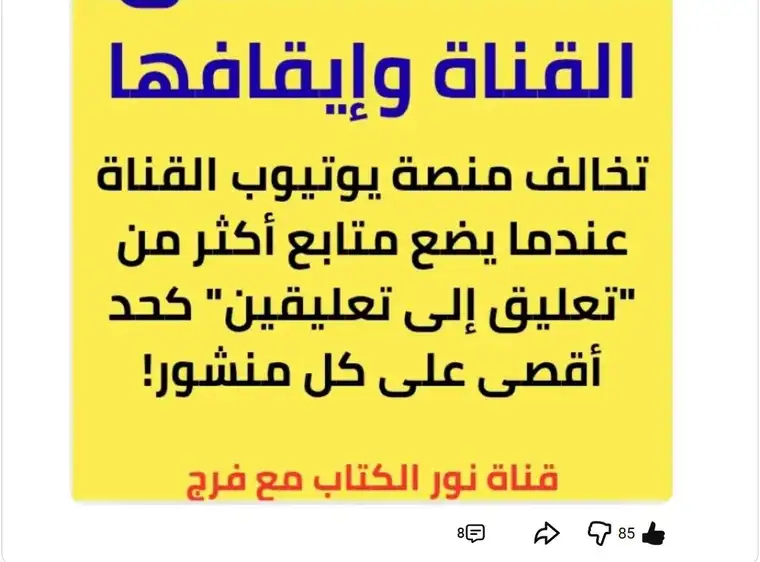 القناة وإيقافها
تخالف منصة يوتيوب القناة
عندما يضع متابع أكثر من
"تعليق إلى تعليقين" كحد
أقصى على كل منشور!
قناة نور الكتاب مع فرج
85
8